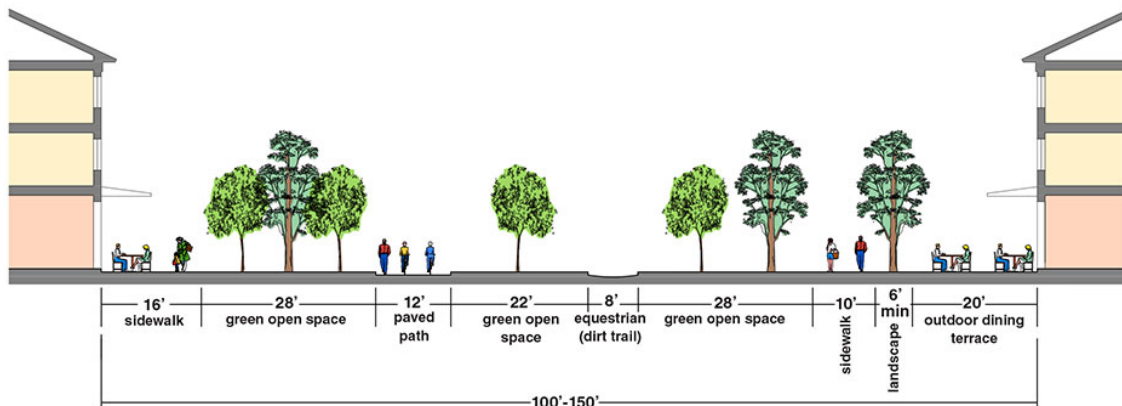 16’
sidewalk
28’
green open space
12’
paved
path
22’
green open
space
8’
equestrian
(dirt trail)
28’
green open space
10’
sidewalk
6’
min
landscape
20’
outdoor dining
terrace
100’-150’